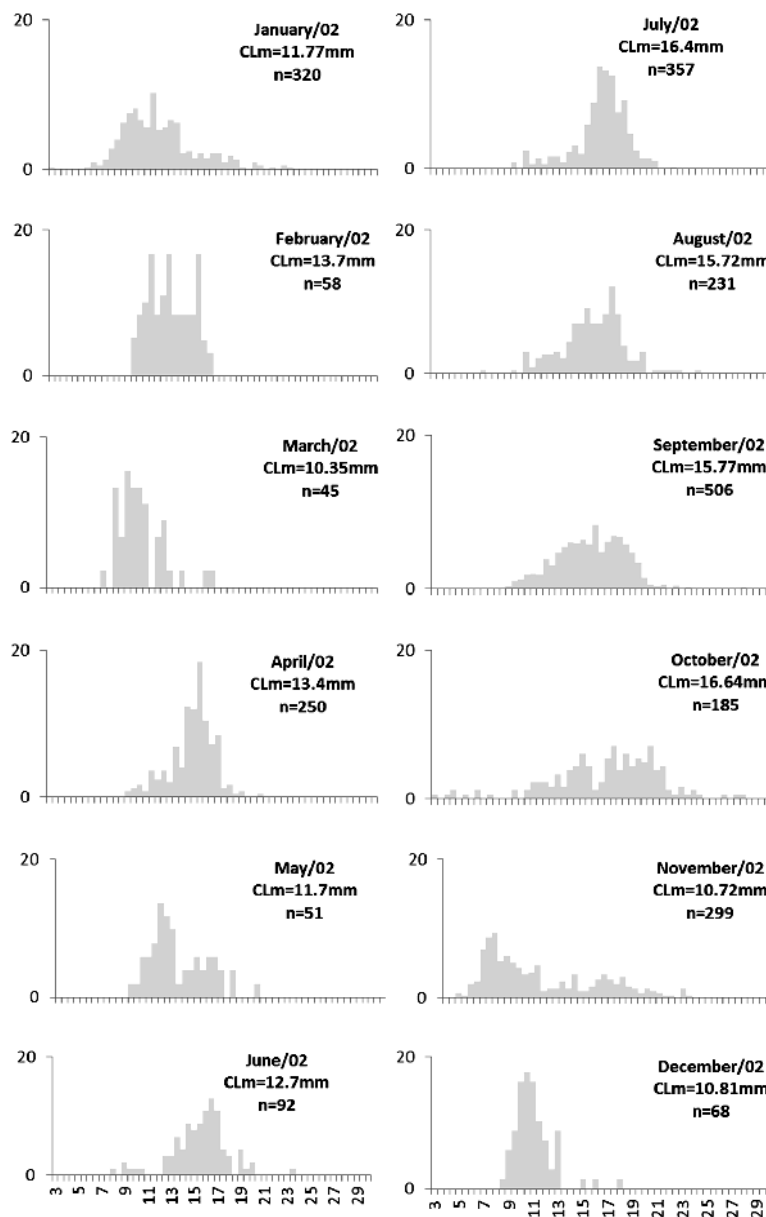 20
January/02
CLm=11.77mm
n=320
0
20
February/02
CLm=13.7mm
n=58
0
20
March/02
CLm=10.35mm
n=45
0
20
April/02
CLm=13.4mm
n=250
0
20
May/02
CLm=11.7mm
n=51
0
20
June/02
CLm=12.7mm
n=92
0
3 5 7 9 11 13 15 17 19 21 23 25 27 29
20
July/02
CLm=16.4mm
n=357
0
20
August/02
CLm=15.72mm
n=231
0
20
September/02
CLm=15.77mm
n=506
0
20
October/02
CLm=16.64mm
n=185
0
20
November/02
CLm=10.72mm
n=299
0
20
December/02
CLm=10.81mm
n=68
0
3 5 7 9 11 13 15 17 19 21 23 25 27 29